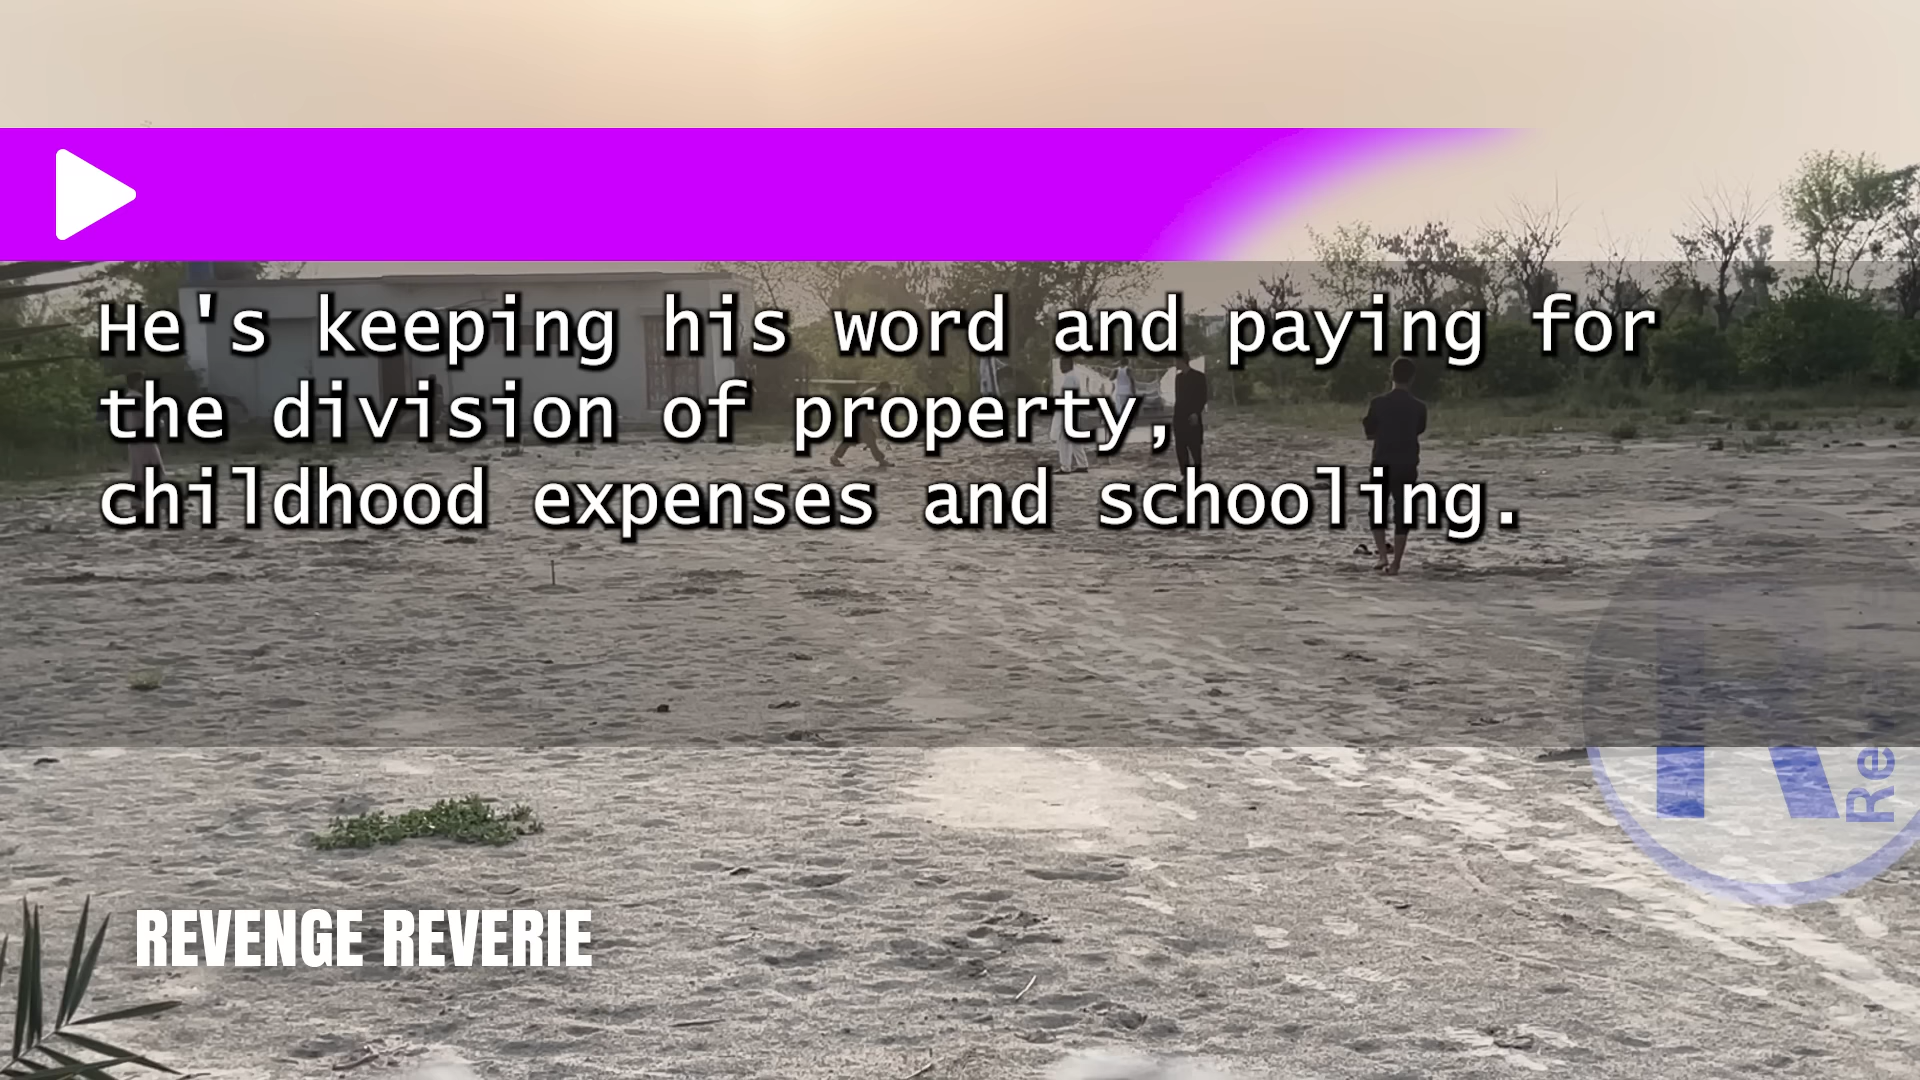 He's keeping his word and paying for
the division of property,
childhood expenses and schooling.
R
Re
REVENGE REVERIE